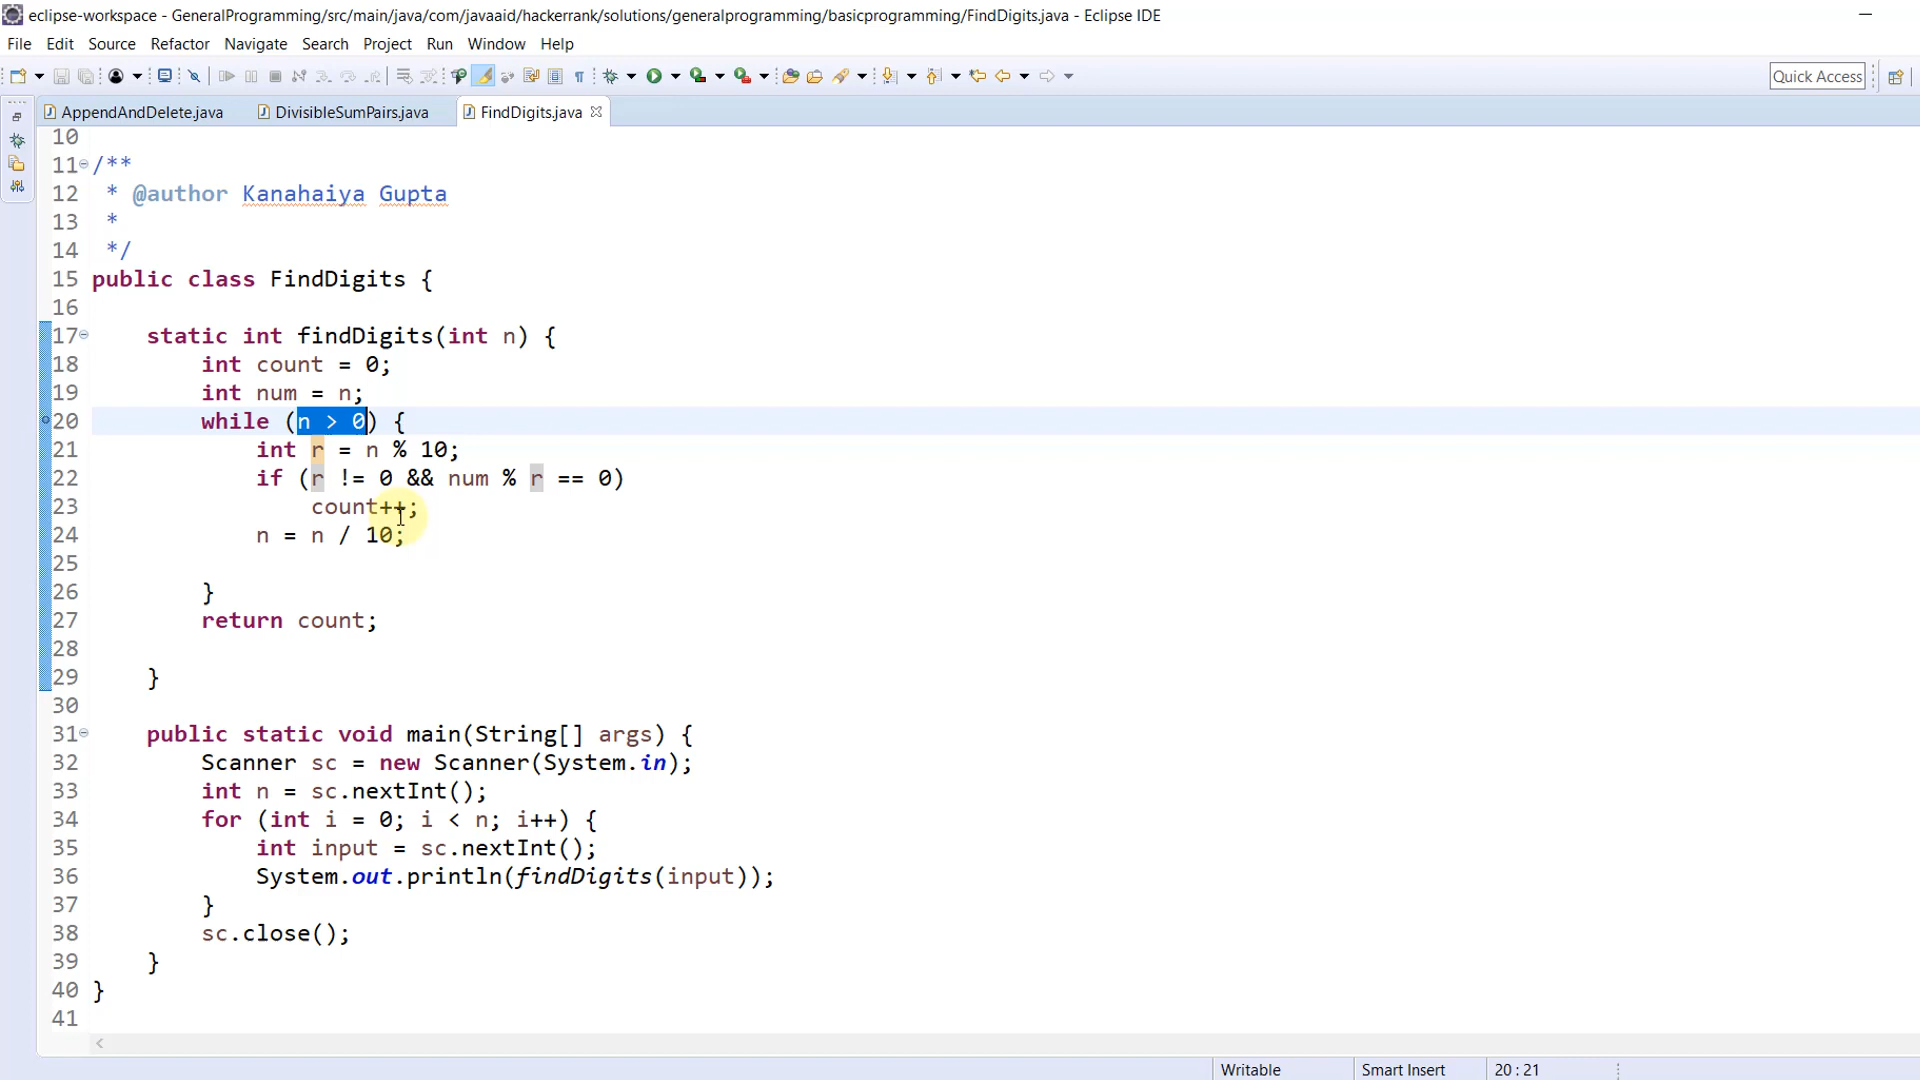 eclipse-workspace - GeneralProgramming/src/main/java/com/javaaid/hackerrank/solutions/generalprogramming/basicprogramming/FindDigits.java - Eclipse IDE
File Edit Source Refactor Navigate Search Project Run Window Help
Quick Access
AppendAndDelete.java DivisibleSumPairs.java FindDigits.java
10
11 /**
12 * @author Kanahaiya Gupta
13 *
14 */
15 public class FindDigits {
16
17 static int findDigits(int n) {
18 int count = 0;
19 int num = n;
20 while (n > 0) {
21 int r = n % 10;
22 if (r != 0 && num % r == 0)
23 count++;
24 n = n / 10;
25
26 }
27 return count;
28
29 }
30
31 public static void main(String[] args) {
32 Scanner sc = new Scanner(System.in);
33 int n = sc.nextInt();
34 for (int i = 0; i < n; i++) {
35 int input = sc.nextInt();
36 System.out.println(findDigits(input));
37 }
38 sc.close();
39 }
40 }
41
Writable Smart Insert 20 : 21